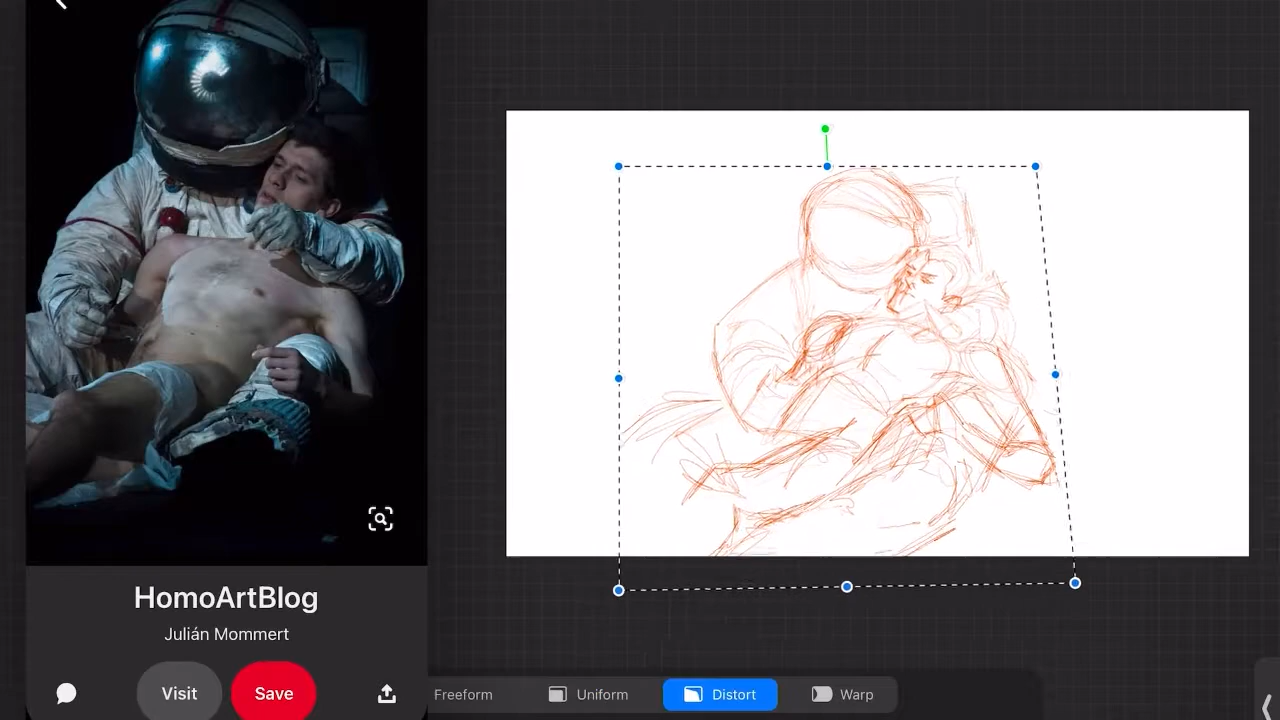 HomoArtBlog
Julián Mommert
Visit
Save
Freeform
Uniform
Distort
Warp